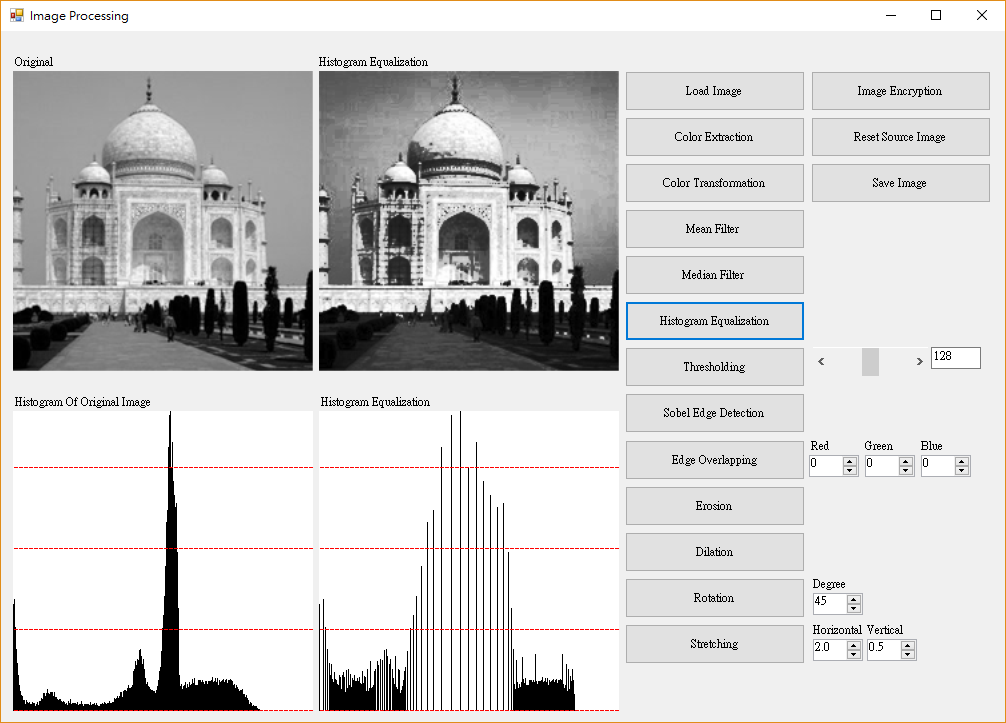 Image Processing
Original
Histogram Equalization
Load Image
Image Encryption
Color Extraction
Reset Source Image
Color Transformation
Save Image
Mean Filter
Median Filter
Histogram Equalization
Thresholding
128
Histogram Of Original Image
Histogram Equalization
Sobel Edge Detection
Red Green Blue
Edge Overlapping
0 0 0
Erosion
Dilation
Degree
Rotation
45
Horizontal Vertical
Stretching
2.0 0.5